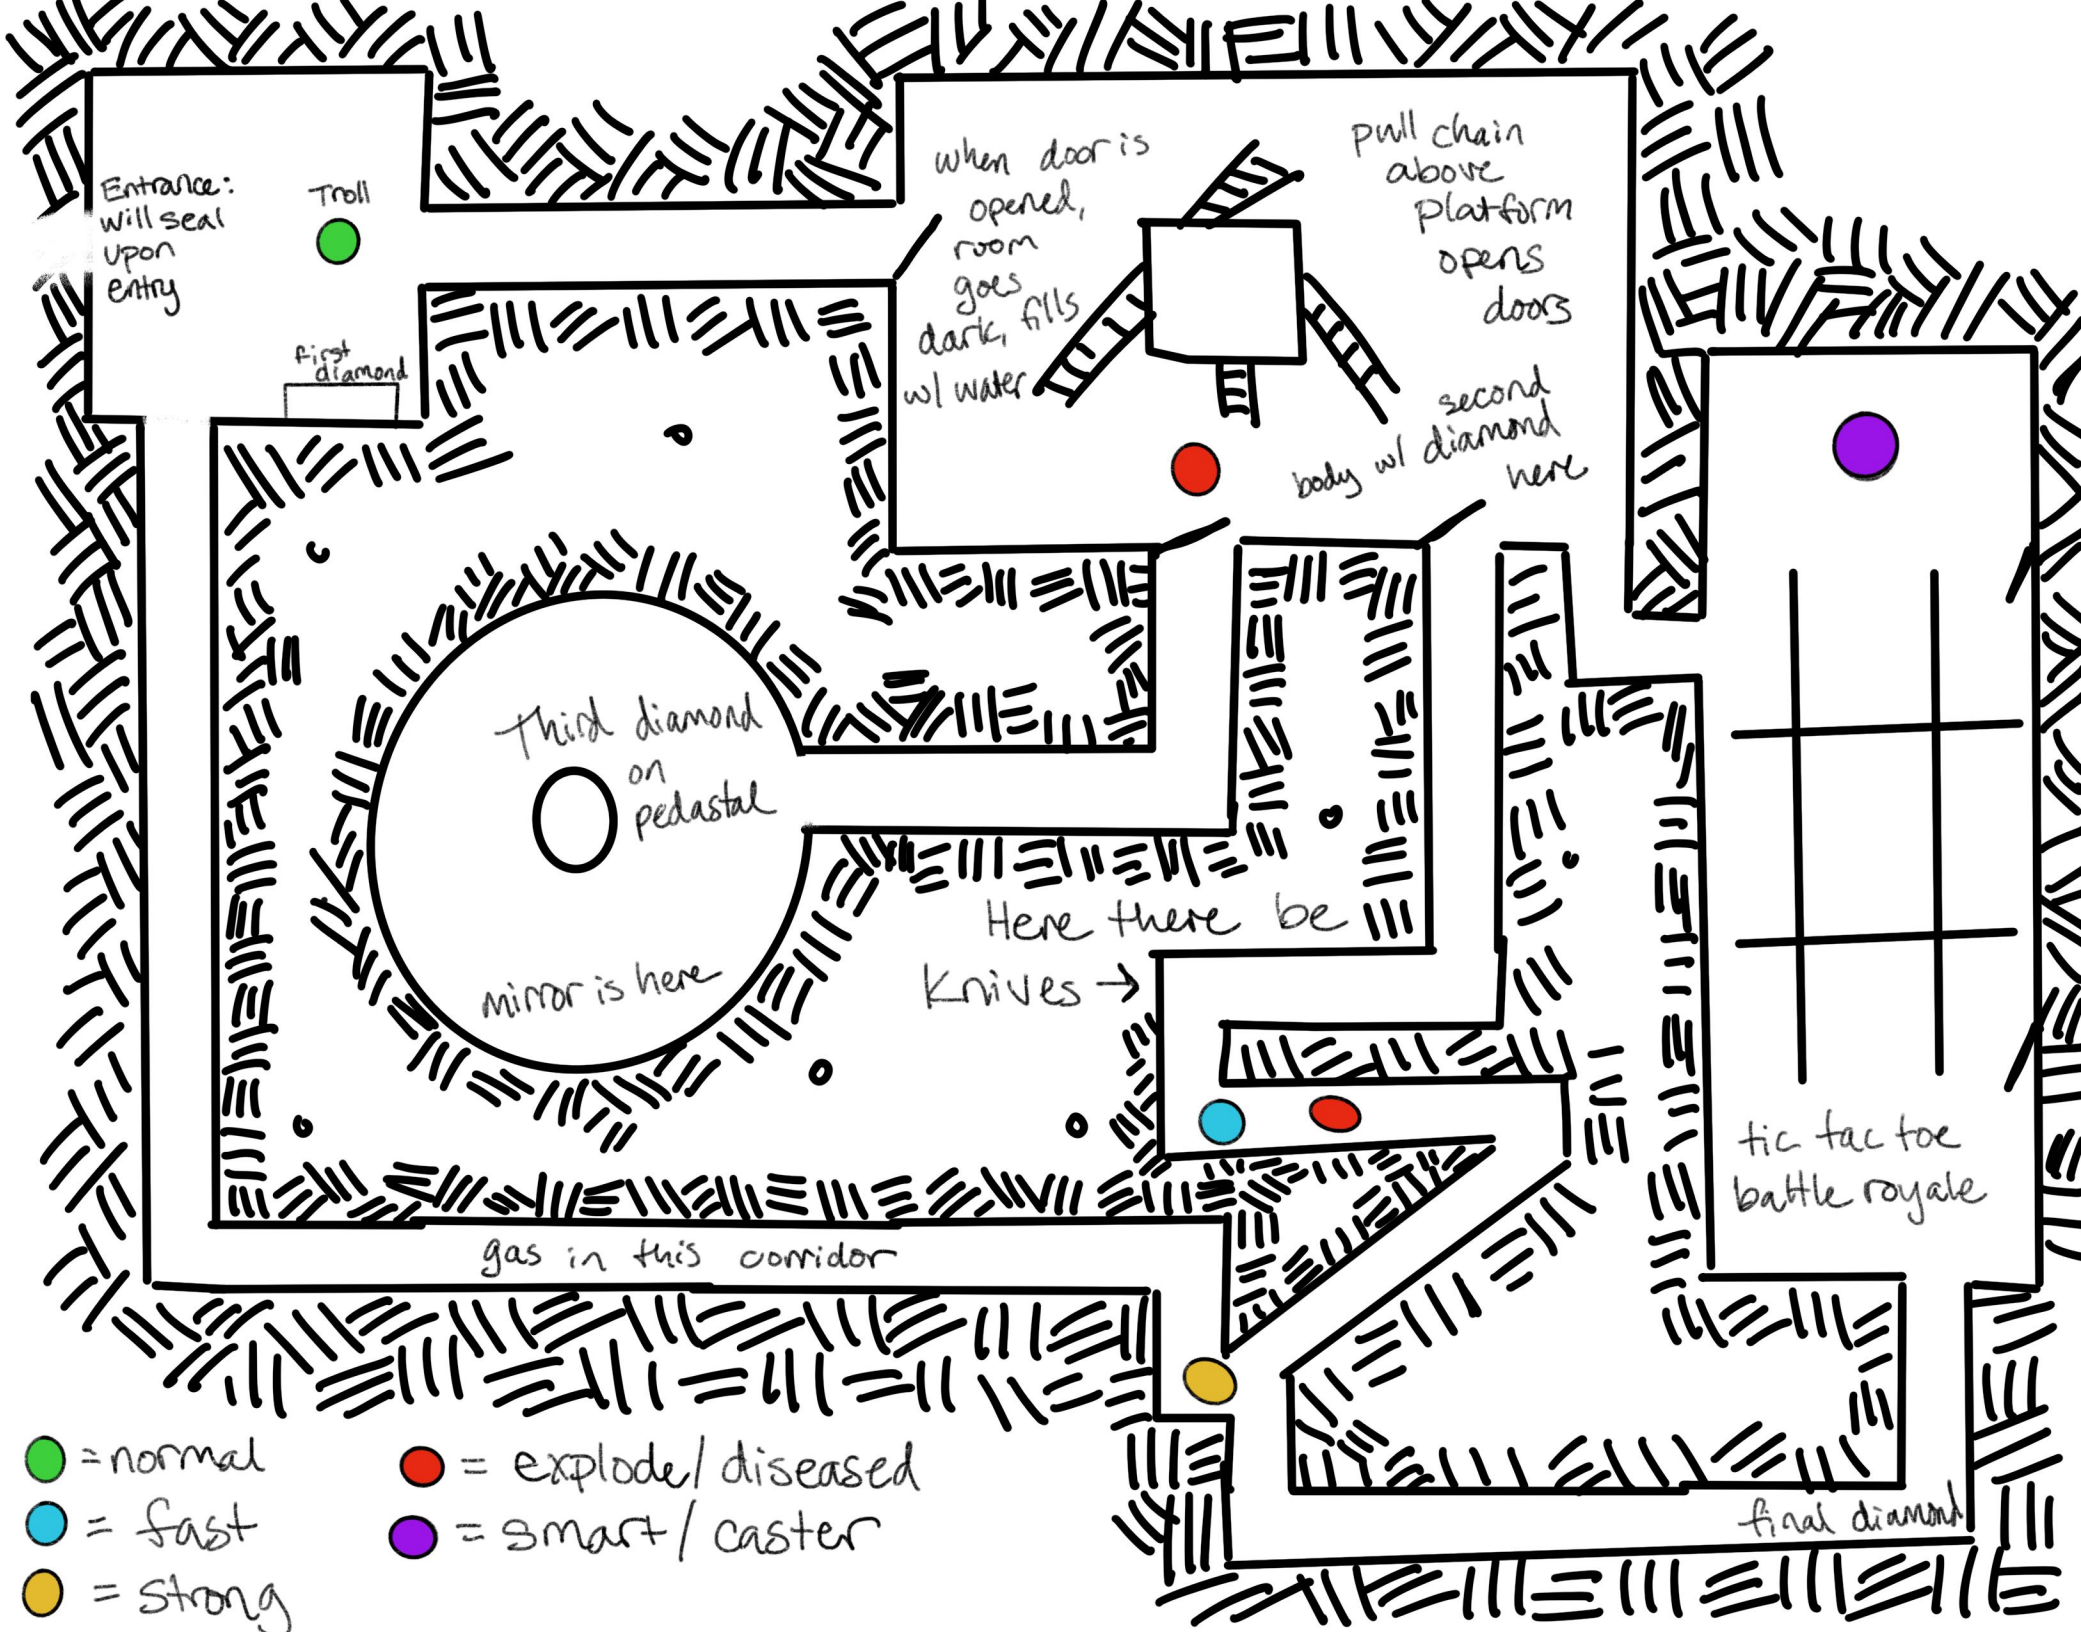 Entrance:
will seal
upon
entry
Troll
first
diamond
when door is
opened,
room
goes
dark, fills
w/ water
pull chain
above
platform
opens
doors
second
body w/ diamond
here
Third diamond
on
pedastal
mirror is here
Here there be
Knives →
tic tac toe
battle royale
gas in this corridor
final diamond
= normal
= fast
= strong
= explode/diseased
= smart/caster